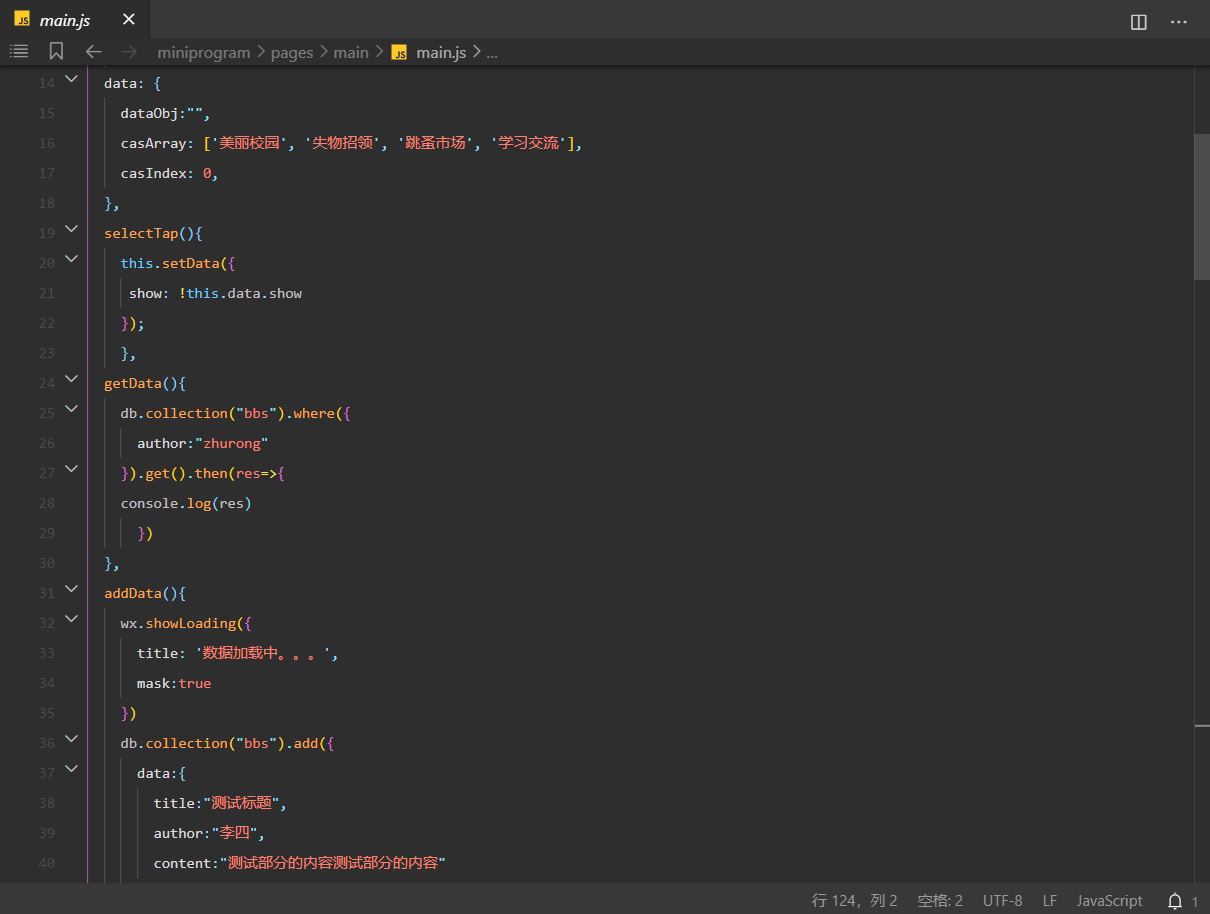 JS main.js
miniprogram > pages > main > JS main.js > ...
14 data: {
15 dataObj:"",
16 casArray: ['美丽校园', '失物招领', '跳蚤市场', '学习交流'],
17 casIndex: 0,
18 },
19 selectTap(){
20 this.setData({
21 show: !this.data.show
22 });
23 },
24 getData(){
25 db.collection("bbs").where({
26 author:"zhurong"
27 }).get().then(res=>{
28 console.log(res)
29 })
30 },
31 addData(){
32 wx.showLoading({
33 title: '数据加载中。。。',
34 mask:true
35 })
36 db.collection("bbs").add({
37 data:{
38 title:"测试标题",
39 author:"李四",
40 content:"测试部分的内容测试部分的内容"
行 124，列 2 空格: 2 UTF-8 LF JavaScript 1